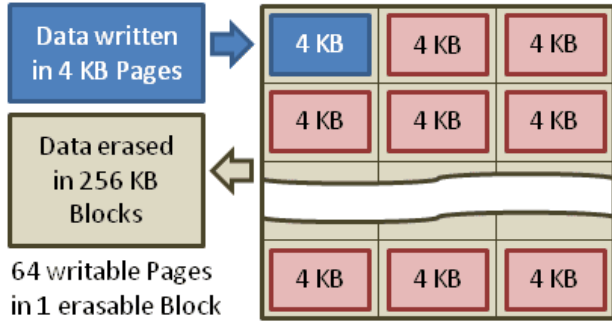 Data written
in 4 KB Pages
4 KB
4 KB
4 KB
4 KB
4 KB
4 KB
Data erased
in 256 KB
Blocks
64 writable Pages
in 1 erasable Block
4 KB
4 KB
4 KB